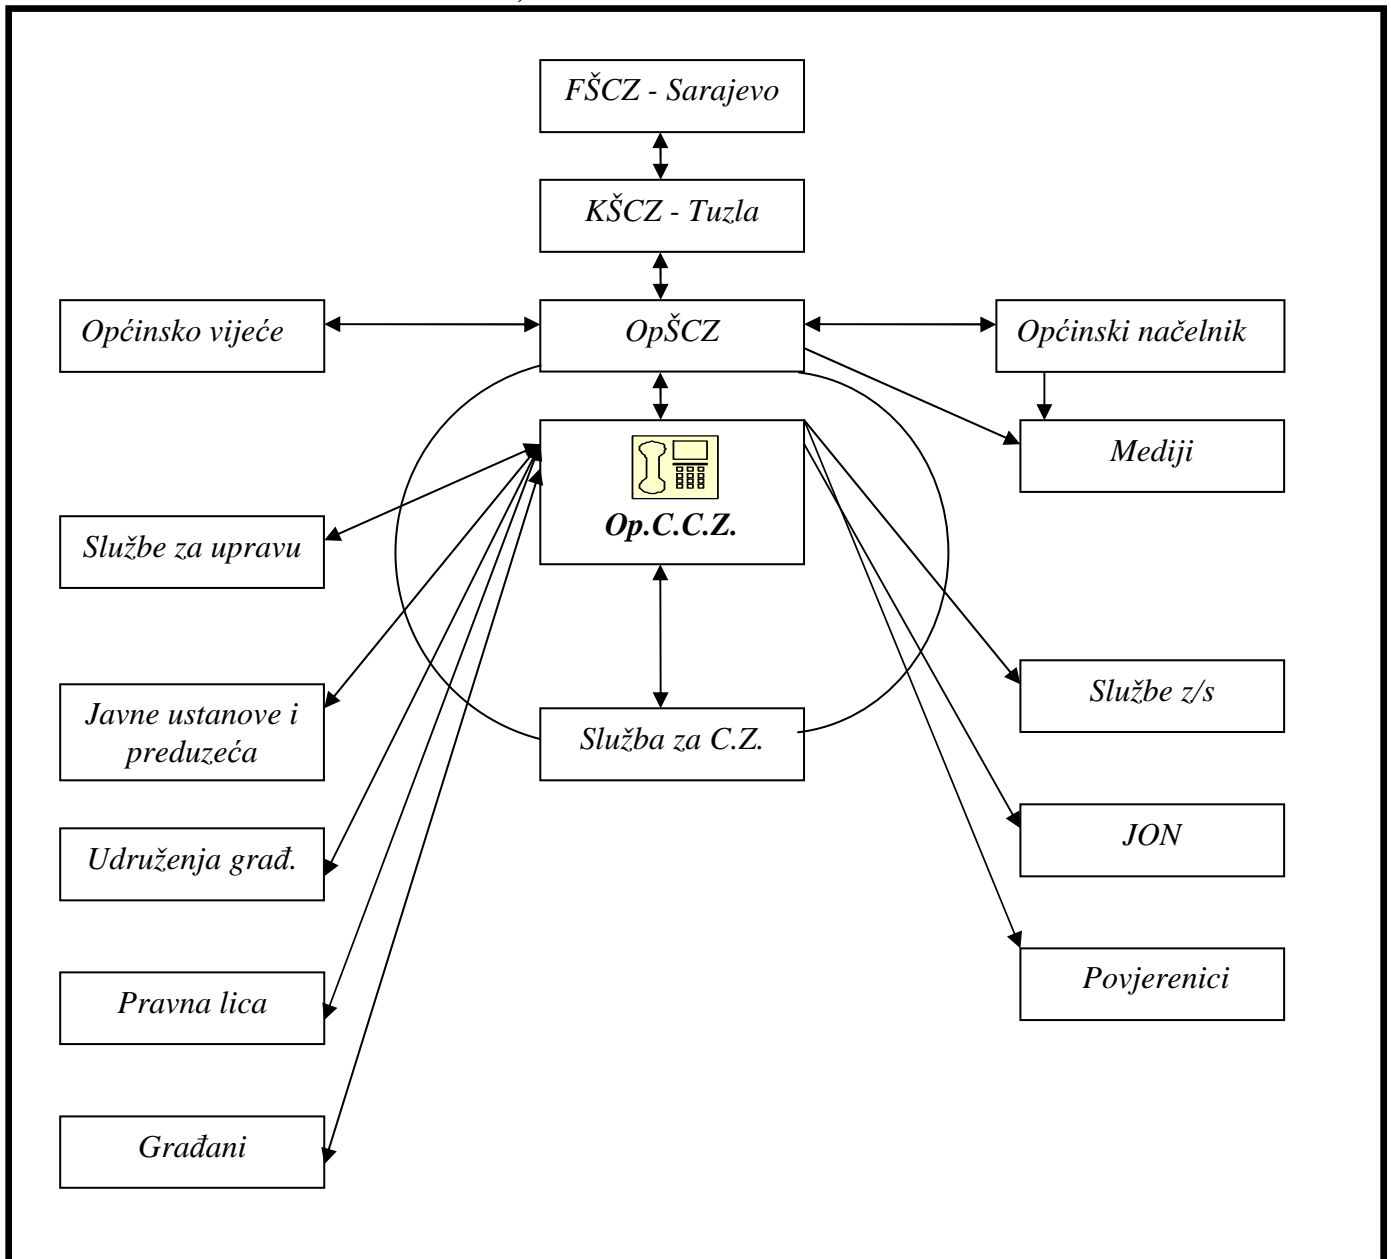 FŠCZ - Sarajevo
KŠCZ - Tuzla
Općinsko vijeće
OpŠCZ
Općinski načelnik
Mediji
Op.C.C.Z.
Službe za upravu
Službe z/s
Javne ustanove i
preduzeća
Služba za C.Z.
Udruženja građ.
JON
Pravna lica
Povjerenici
Građani